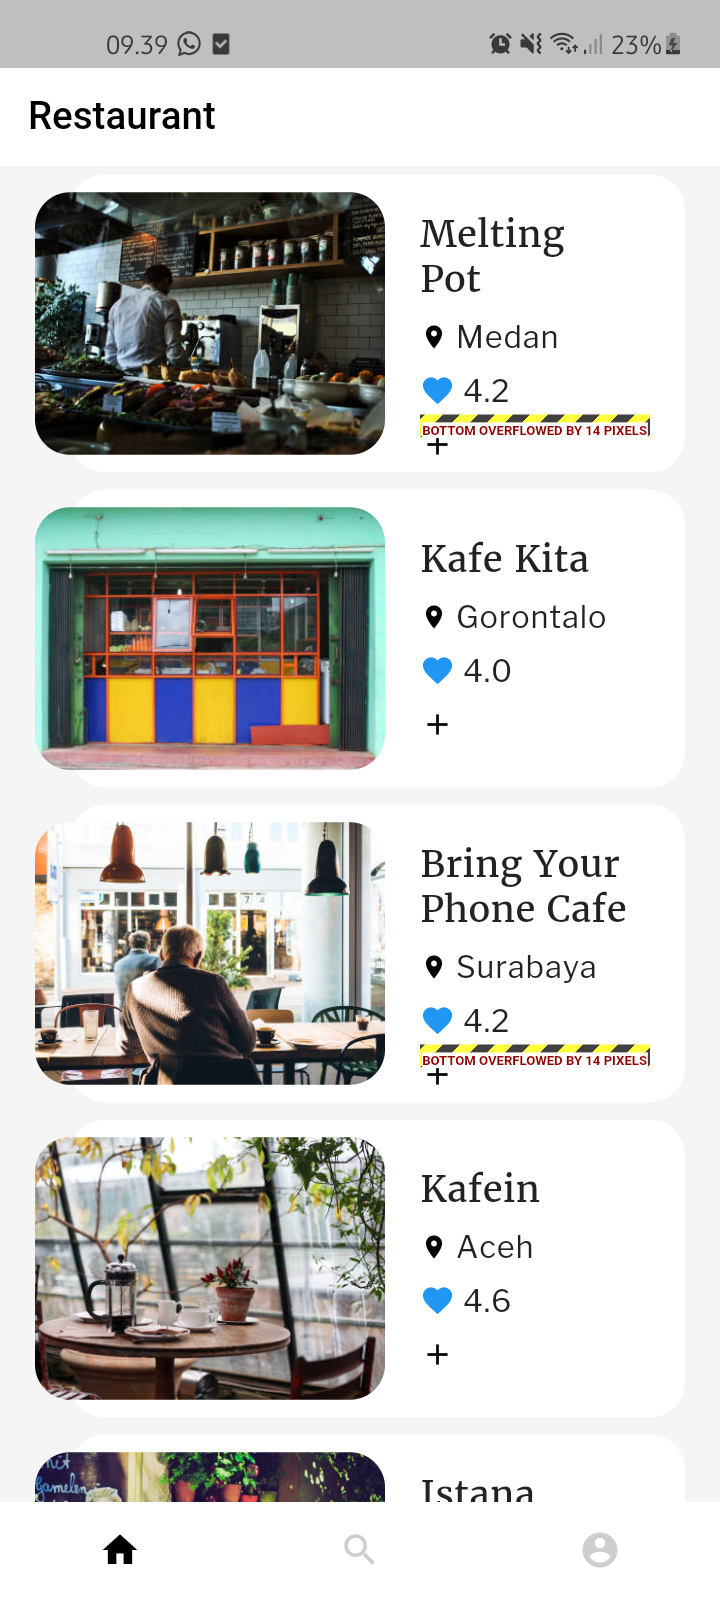 09.39 23%
Restaurant
Melting
Pot
Medan
4.2
BOTTOM OVERFLOWED BY 14 PIXELS
Kafe Kita
Gorontalo
4.0
Bring Your
Phone Cafe
Surabaya
4.2
BOTTOM OVERFLOWED BY 14 PIXELS
Kafein
Aceh
4.6
Istana